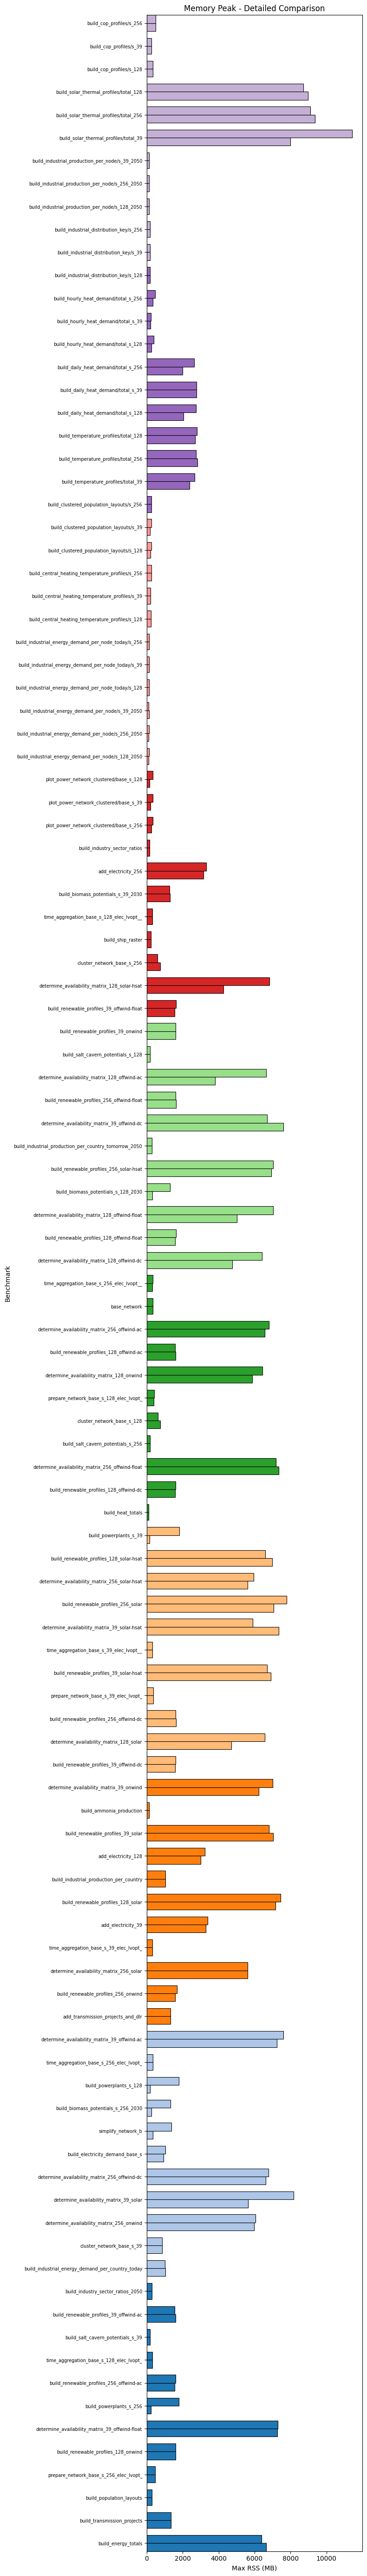 Memory Peak - Detailed Comparison
build_cop_profiles/s_256
build_cop_profiles/s_39
build_cop_profiles/s_128
build_solar_thermal_profiles/total_128
build_solar_thermal_profiles/total_256
build_solar_thermal_profiles/total_39
build_industrial_production_per_node/s_39_2050
build_industrial_production_per_node/s_256_2050
build_industrial_production_per_node/s_128_2050
build_industrial_distribution_key/s_256
build_industrial_distribution_key/s_39
build_industrial_distribution_key/s_128
build_hourly_heat_demand/total_s_256
build_hourly_heat_demand/total_s_39
build_hourly_heat_demand/total_s_128
build_daily_heat_demand/total_s_256
build_daily_heat_demand/total_s_39
build_daily_heat_demand/total_s_128
build_temperature_profiles/total_128
build_temperature_profiles/total_256
build_temperature_profiles/total_39
build_clustered_population_layouts/s_256
build_clustered_population_layouts/s_39
build_clustered_population_layouts/s_128
build_central_heating_temperature_profiles/s_256
build_central_heating_temperature_profiles/s_39
build_central_heating_temperature_profiles/s_128
build_industrial_energy_demand_per_node_today/s_256
build_industrial_energy_demand_per_node_today/s_39
build_industrial_energy_demand_per_node_today/s_128
build_industrial_energy_demand_per_node/s_39_2050
build_industrial_energy_demand_per_node/s_256_2050
build_industrial_energy_demand_per_node/s_128_2050
plot_power_network_clustered/base_s_128
plot_power_network_clustered/base_s_39
plot_power_network_clustered/base_s_256
build_industry_sector_ratios
add_electricity_256
build_biomass_potentials_s_39_2030
time_aggregation_base_s_128_elec_lvopt__
build_ship_raster
cluster_network_base_s_256
determine_availability_matrix_128_solar-hsat
build_renewable_profiles_39_offwind-float
build_renewable_profiles_39_onwind
build_salt_cavern_potentials_s_128
determine_availability_matrix_128_offwind-ac
build_renewable_profiles_256_offwind-float
determine_availability_matrix_39_offwind-dc
build_industrial_production_per_country_tomorrow_2050
build_renewable_profiles_256_solar-hsat
build_biomass_potentials_s_128_2030
determine_availability_matrix_128_offwind-float
build_renewable_profiles_128_offwind-float
determine_availability_matrix_128_offwind-dc
time_aggregation_base_s_256_elec_lvopt__
base_network
determine_availability_matrix_256_offwind-ac
build_renewable_profiles_128_offwind-ac
determine_availability_matrix_128_onwind
prepare_network_base_s_128_elec_lvopt_
cluster_network_base_s_128
build_salt_cavern_potentials_s_256
determine_availability_matrix_256_offwind-float
build_renewable_profiles_128_offwind-dc
build_heat_totals
build_powerplants_s_39
build_renewable_profiles_128_solar-hsat
determine_availability_matrix_256_solar-hsat
build_renewable_profiles_256_solar
determine_availability_matrix_39_solar-hsat
time_aggregation_base_s_39_elec_lvopt__
build_renewable_profiles_39_solar-hsat
prepare_network_base_s_39_elec_lvopt_
build_renewable_profiles_256_offwind-dc
determine_availability_matrix_128_solar
build_renewable_profiles_39_offwind-dc
determine_availability_matrix_39_onwind
build_ammonia_production
build_renewable_profiles_39_solar
add_electricity_128
build_industrial_production_per_country
build_renewable_profiles_128_solar
add_electricity_39
time_aggregation_base_s_39_elec_lvopt_
determine_availability_matrix_256_solar
build_renewable_profiles_256_onwind
add_transmission_projects_and_dlr
determine_availability_matrix_39_offwind-ac
time_aggregation_base_s_256_elec_lvopt_
build_powerplants_s_128
build_biomass_potentials_s_256_2030
simplify_network_b
build_electricity_demand_base_s
determine_availability_matrix_256_offwind-dc
determine_availability_matrix_39_solar
determine_availability_matrix_256_onwind
cluster_network_base_s_39
build_industrial_energy_demand_per_country_today
build_industry_sector_ratios_2050
build_renewable_profiles_39_offwind-ac
build_salt_cavern_potentials_s_39
time_aggregation_base_s_128_elec_lvopt_
build_renewable_profiles_256_offwind-ac
build_powerplants_s_256
determine_availability_matrix_39_offwind-float
build_renewable_profiles_128_onwind
prepare_network_base_s_256_elec_lvopt_
build_population_layouts
build_transmission_projects
build_energy_totals
Benchmark
0 2000 4000 6000 8000 10000
Max RSS (MB)